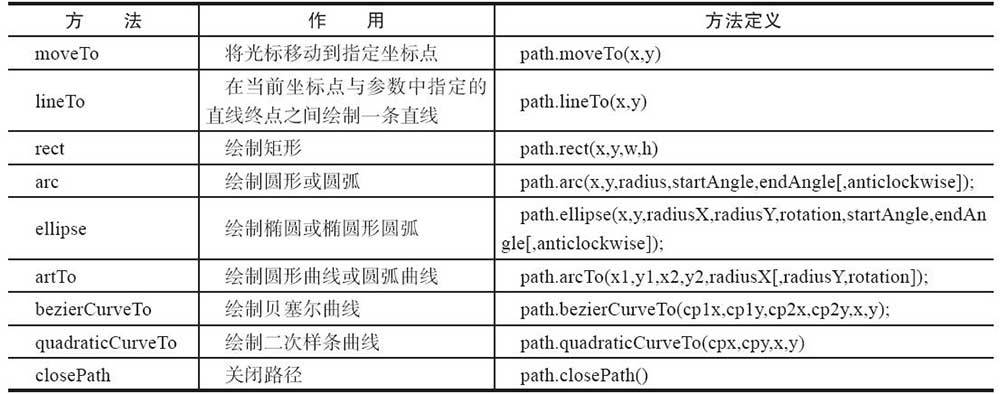 方 法 作 用 方法定义
moveTo 将光标移动到指定坐标点 path.moveTo(x,y)
lineTo 在当前坐标点与参数中指定的 path.lineTo(x,y)
直线终点之间绘制一条直线
rect 绘制矩形 path.rect(x,y,w,h)
arc 绘制圆形或圆弧 path.arc(x,y,radius,startAngle,endAngle[,anticlockwise]);
ellipse 绘制椭圆或椭圆形圆弧 path.ellipse(x,y,radiusX,radiusY,rotation,startAngle,endAn
gle[,anticlockwise]);
artTo 绘制圆形曲线或圆弧曲线 path.arcTo(x1,y1,x2,y2,radiusX[,radiusY,rotation]);
bezierCurveTo 绘制贝塞尔曲线 path.bezierCurveTo(cp1x,cp1y,cp2x,cp2y,x,y);
quadraticCurveTo 绘制二次样条曲线 path.quadraticCurveTo(cpx,cpy,x,y)
closePath 关闭路径 path.closePath()